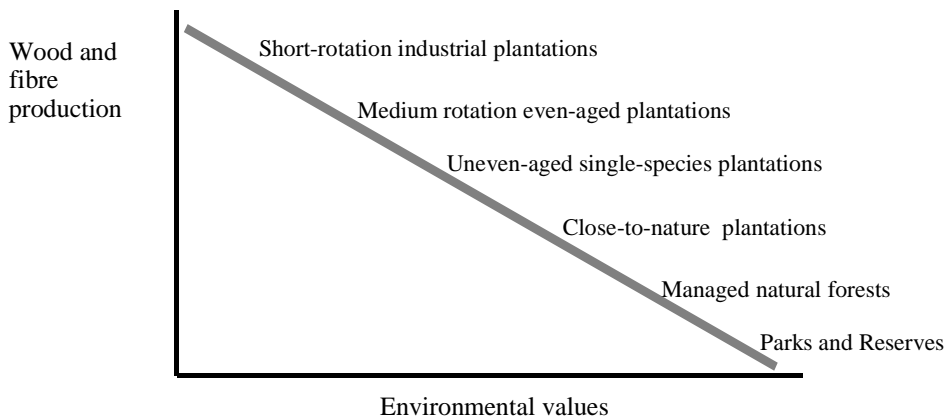 Wood and
fibre
production
Short-rotation industrial plantations
Medium rotation even-aged plantations
Uneven-aged single-species plantations
Close-to-nature plantations
Managed natural forests
Parks and Reserves
Environmental values